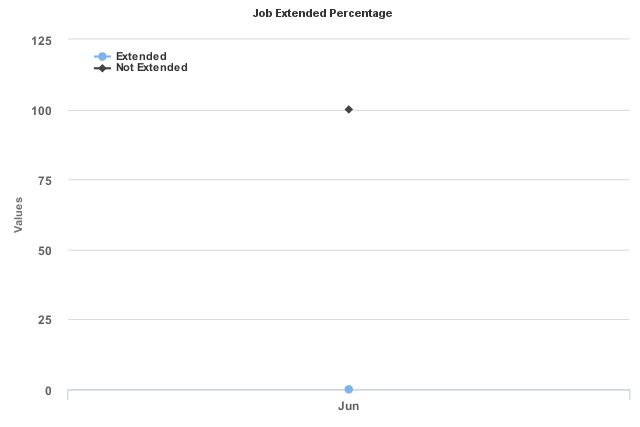 Job Extended Percentage
125
Extended
Not Extended
100
75
Values
50
25
0
Jun